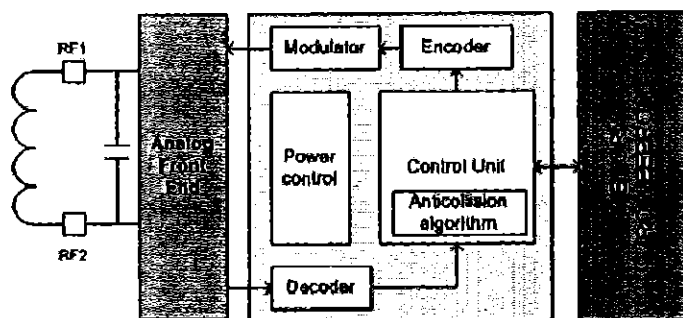 RF1
Modulator
Encoder
Analog
Front
End
Power
control
Control Unit
Anticollision
algorithm
RF2
Decoder